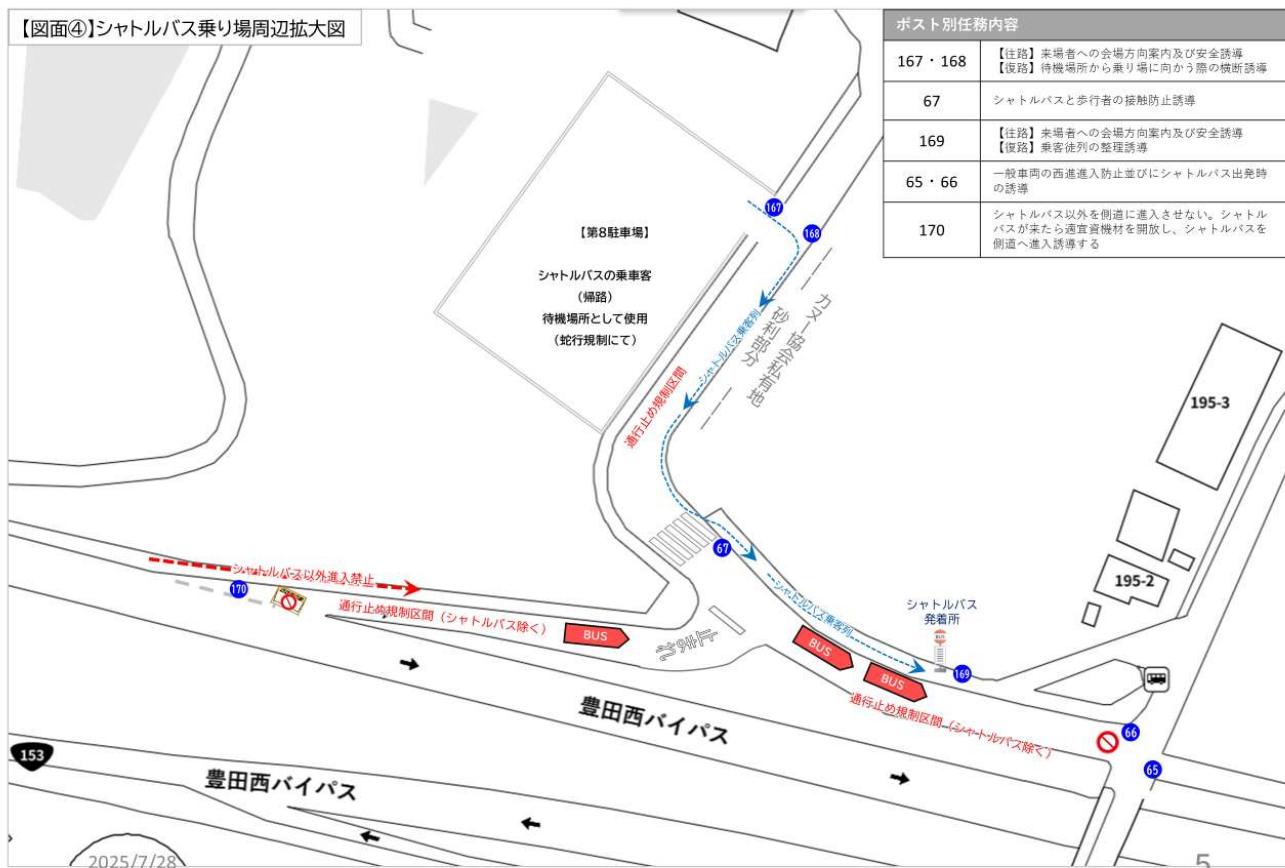 【図面④】シャトルバス乗り場周辺拡大図
ポスト別任務内容
167・168
【往路】来場者への会場方向案内及び安全誘導
【復路】待機場所から乗り場に向かう際の横断誘導
67
シャトルバスと歩行者の接触防止誘導
169
【往路】来場者への会場方向案内及び安全誘導
【復路】乗客徒列の整理誘導
65・66
一般車両の西進進入防止並びにシャトルバス出発時
の誘導
170
シャトルバス以外を側道に進入させない。シャトル
バスが来たら適宜資機材を開放し、シャトルバスを
側道へ進入誘導する
167
168
【第8駐車場】
シャトルバスの乗車客
(帰路)
待機場所として使用
(蛇行規制にて)
シャトルバス乗客列
カヌー協会私有地
砂利部分
通行止め規制区間
195-3
67
195-2
シャトルバス以外進入禁止
170
通行止め規制区間(シャトルバス除く)
BUS
止まれ
シャトルバス乗客列
シャトルバス
発着所
BUS
BUS
BUS
169
通行止め規制区間(シャトルバス除く)
66
65
豊田西バイパス
153
豊田西バイパス
2025/7/28
5